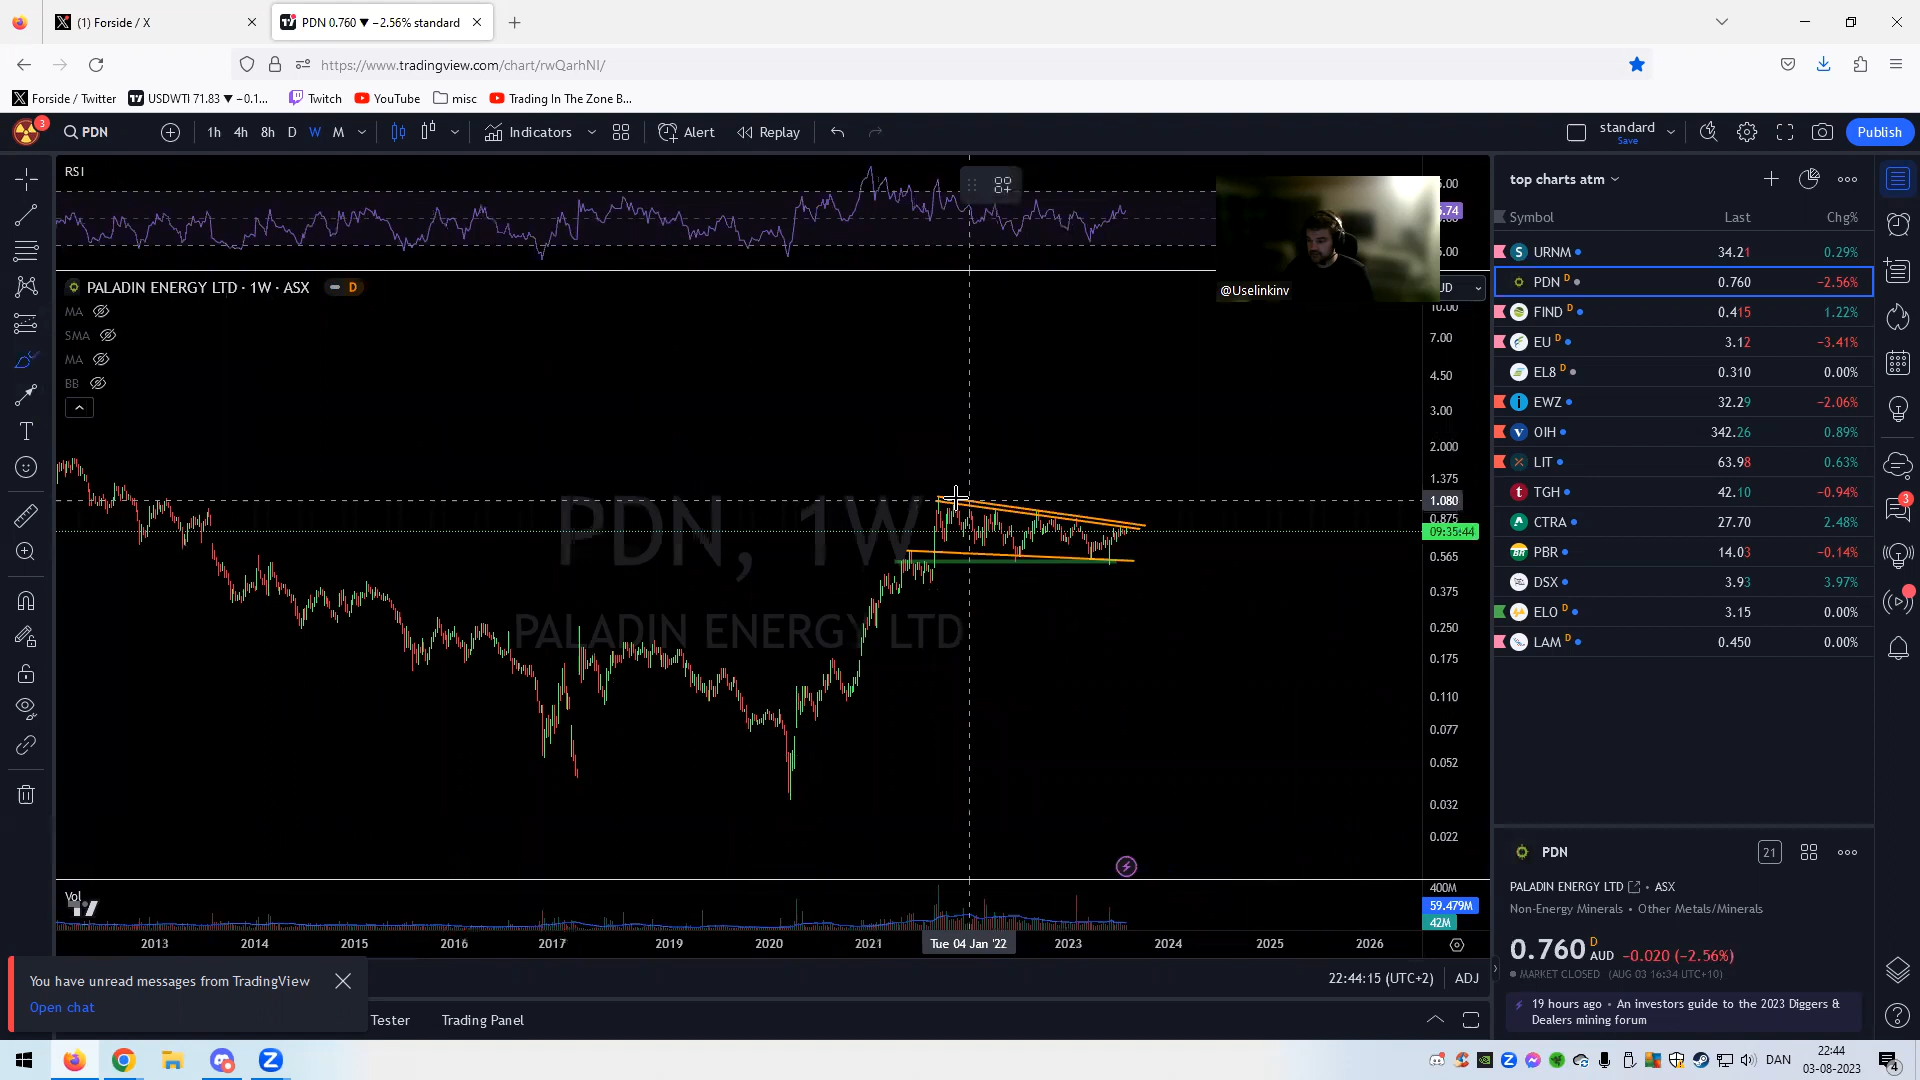 (1) Forside / X
PDN 0.760 ▼ −2.56% standard
https://www.tradingview.com/chart/rwQarhNI/
Forside / Twitter
USDWTI 71.83 ▼ −0.1...
Twitch
YouTube
misc
Trading In The Zone B...
3
PDN
1h
4h
8h
D
W
M
Indicators
Alert
Replay
standard
Save
Publish
RSI
PALADIN ENERGY LTD · 1W · ASX
D
MA
SMA
MA
BB
PDN, 1W
PALADIN ENERGY LTD
@Uselinkinv
10.00
7.00
4.50
3.00
2.000
1.375
1.080
0.875
09:35:44
0.565
0.375
0.250
0.175
0.110
0.077
0.052
0.032
0.022
Vol
400M
59.479M
42M
2013
2014
2015
2016
2017
2019
2020
2021
Tue 04 Jan '22
2023
2024
2025
2026
22:44:15 (UTC+2)
ADJ
You have unread messages from TradingView
Open chat
Tester
Trading Panel
top charts atm
Symbol Last Chg%
URNM 34.21 0.29%
PDN D 0.760 −2.56%
FIND D 0.415 1.22%
EU D 3.12 −3.41%
EL8 D 0.310 0.00%
EWZ 32.29 −2.06%
OIH 342.26 0.89%
LIT 63.98 0.63%
TGH 42.10 −0.94%
CTRA 27.70 2.48%
PBR 14.03 −0.14%
DSX 3.93 3.97%
ELO D 3.15 0.00%
LAM D 0.450 0.00%
3
PDN
21
PALADIN ENERGY LTD • ASX
Non-Energy Minerals • Other Metals/Minerals
0.760 D AUD −0.020 (−2.56%)
MARKET CLOSED (AUG 03 16:34 UTC+10)
19 hours ago • An investors guide to the 2023 Diggers &
Dealers mining forum
DAN
22:44
03-08-2023
4